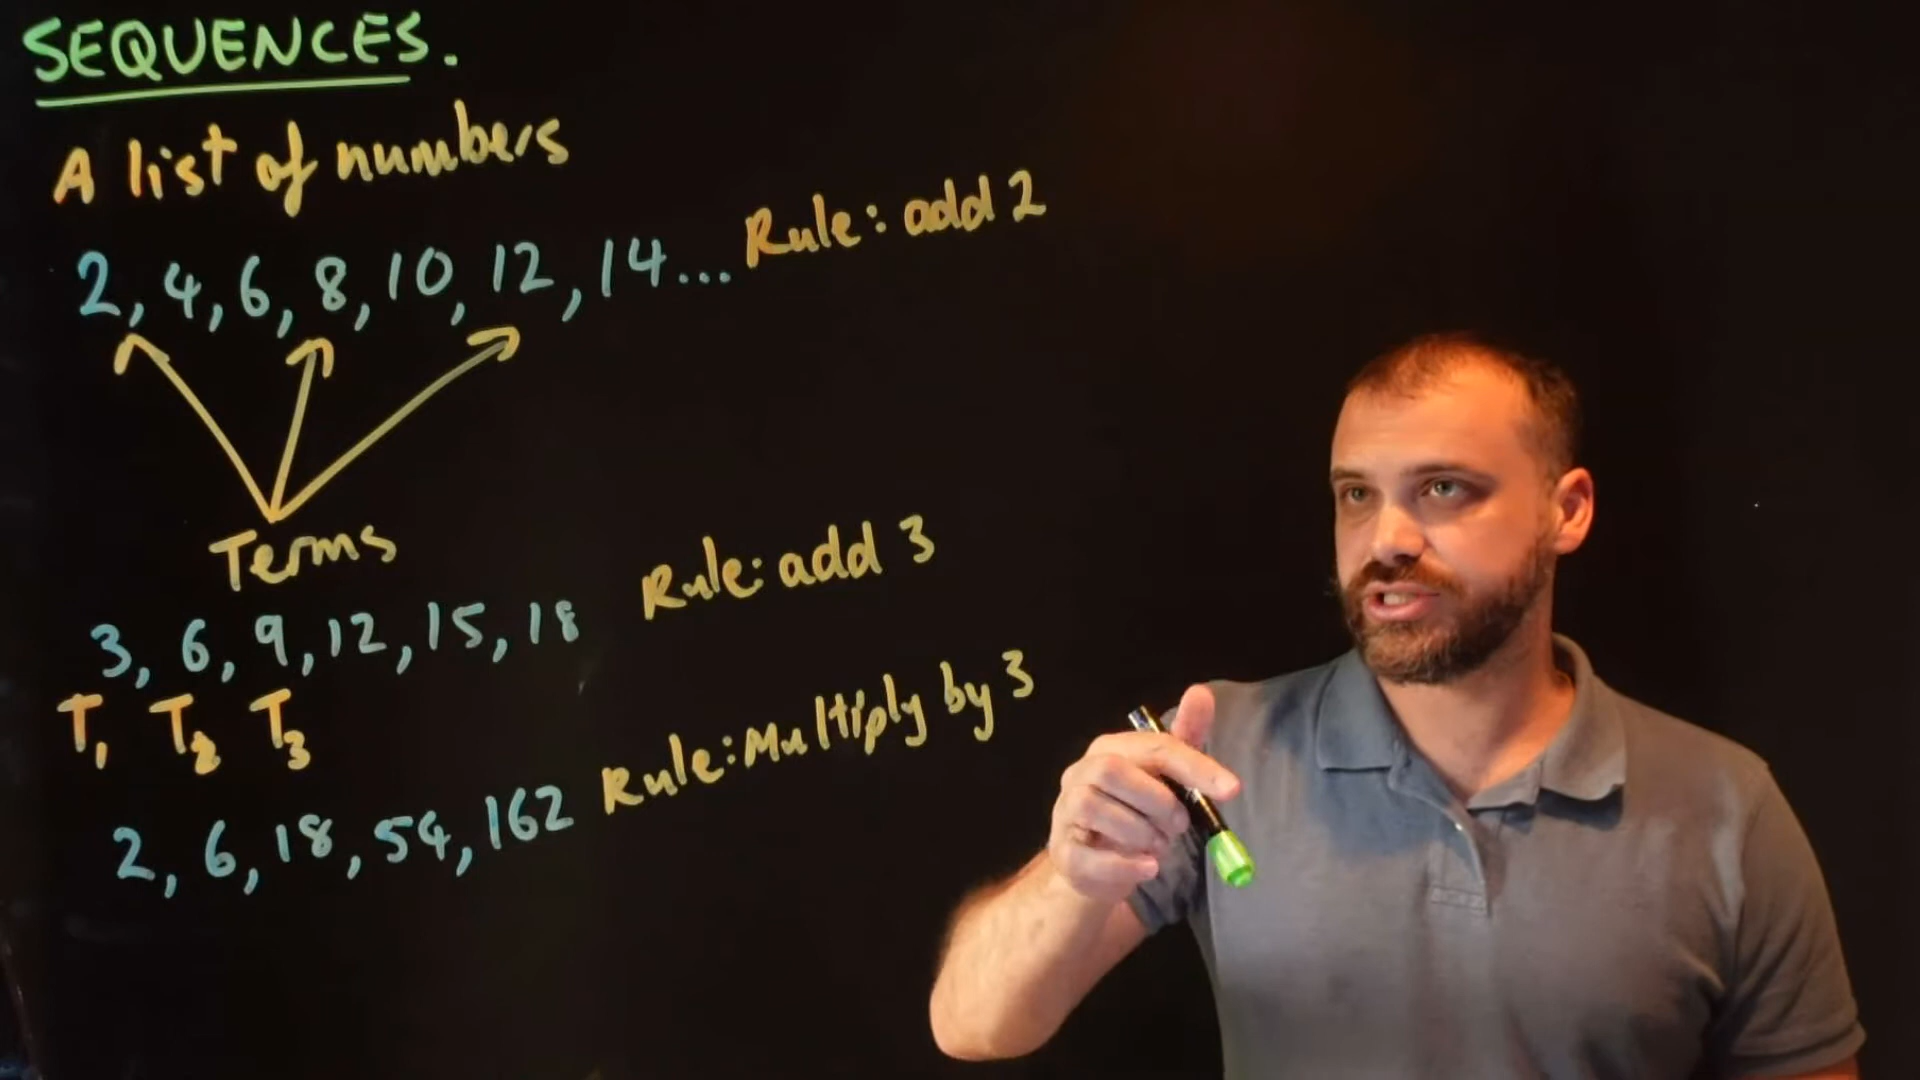 SEQUENCES.
A list of numbers
2, 4, 6, 8, 10, 12, 14... Rule: add 2
Terms
3, 6, 9, 12, 15, 18 Rule: add 3
T1 T2 T3
2, 6, 18, 54, 162 Rule: Multiply by 3